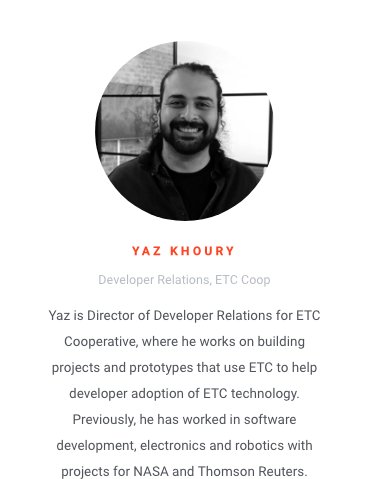 YAZ KHOURY
Developer Relations, ETC Coop
Yaz is Director of Developer Relations for ETC
Cooperative, where he works on building
projects and prototypes that use ETC to help
developer adoption of ETC technology.
Previously, he has worked in software
development, electronics and robotics with
projects for NASA and Thomson Reuters.